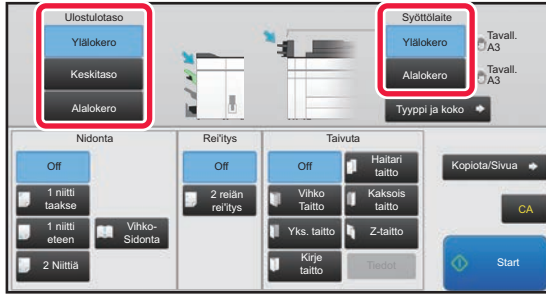 Ulostulotaso
Ylälokero
Keskitaso
Alalokero
Syöttölaite
Ylälokero
Tavall.
A3
Alalokero
Tavall.
A3
Tyyppi ja koko
Nidonta
Off
1 niitti
taakse
1 niitti
eteen
2 Niittiä
Vihko-
Sidonta
Rei'itys
Off
2 reiän
rei'itys
Taivuta
Off
Haitari
taitto
Vihko
Taitto
Kaksois
taitto
Yks. taitto
Z-taitto
Kirje
taitto
Tiedot
Kopiota/Sivua
CA
Start